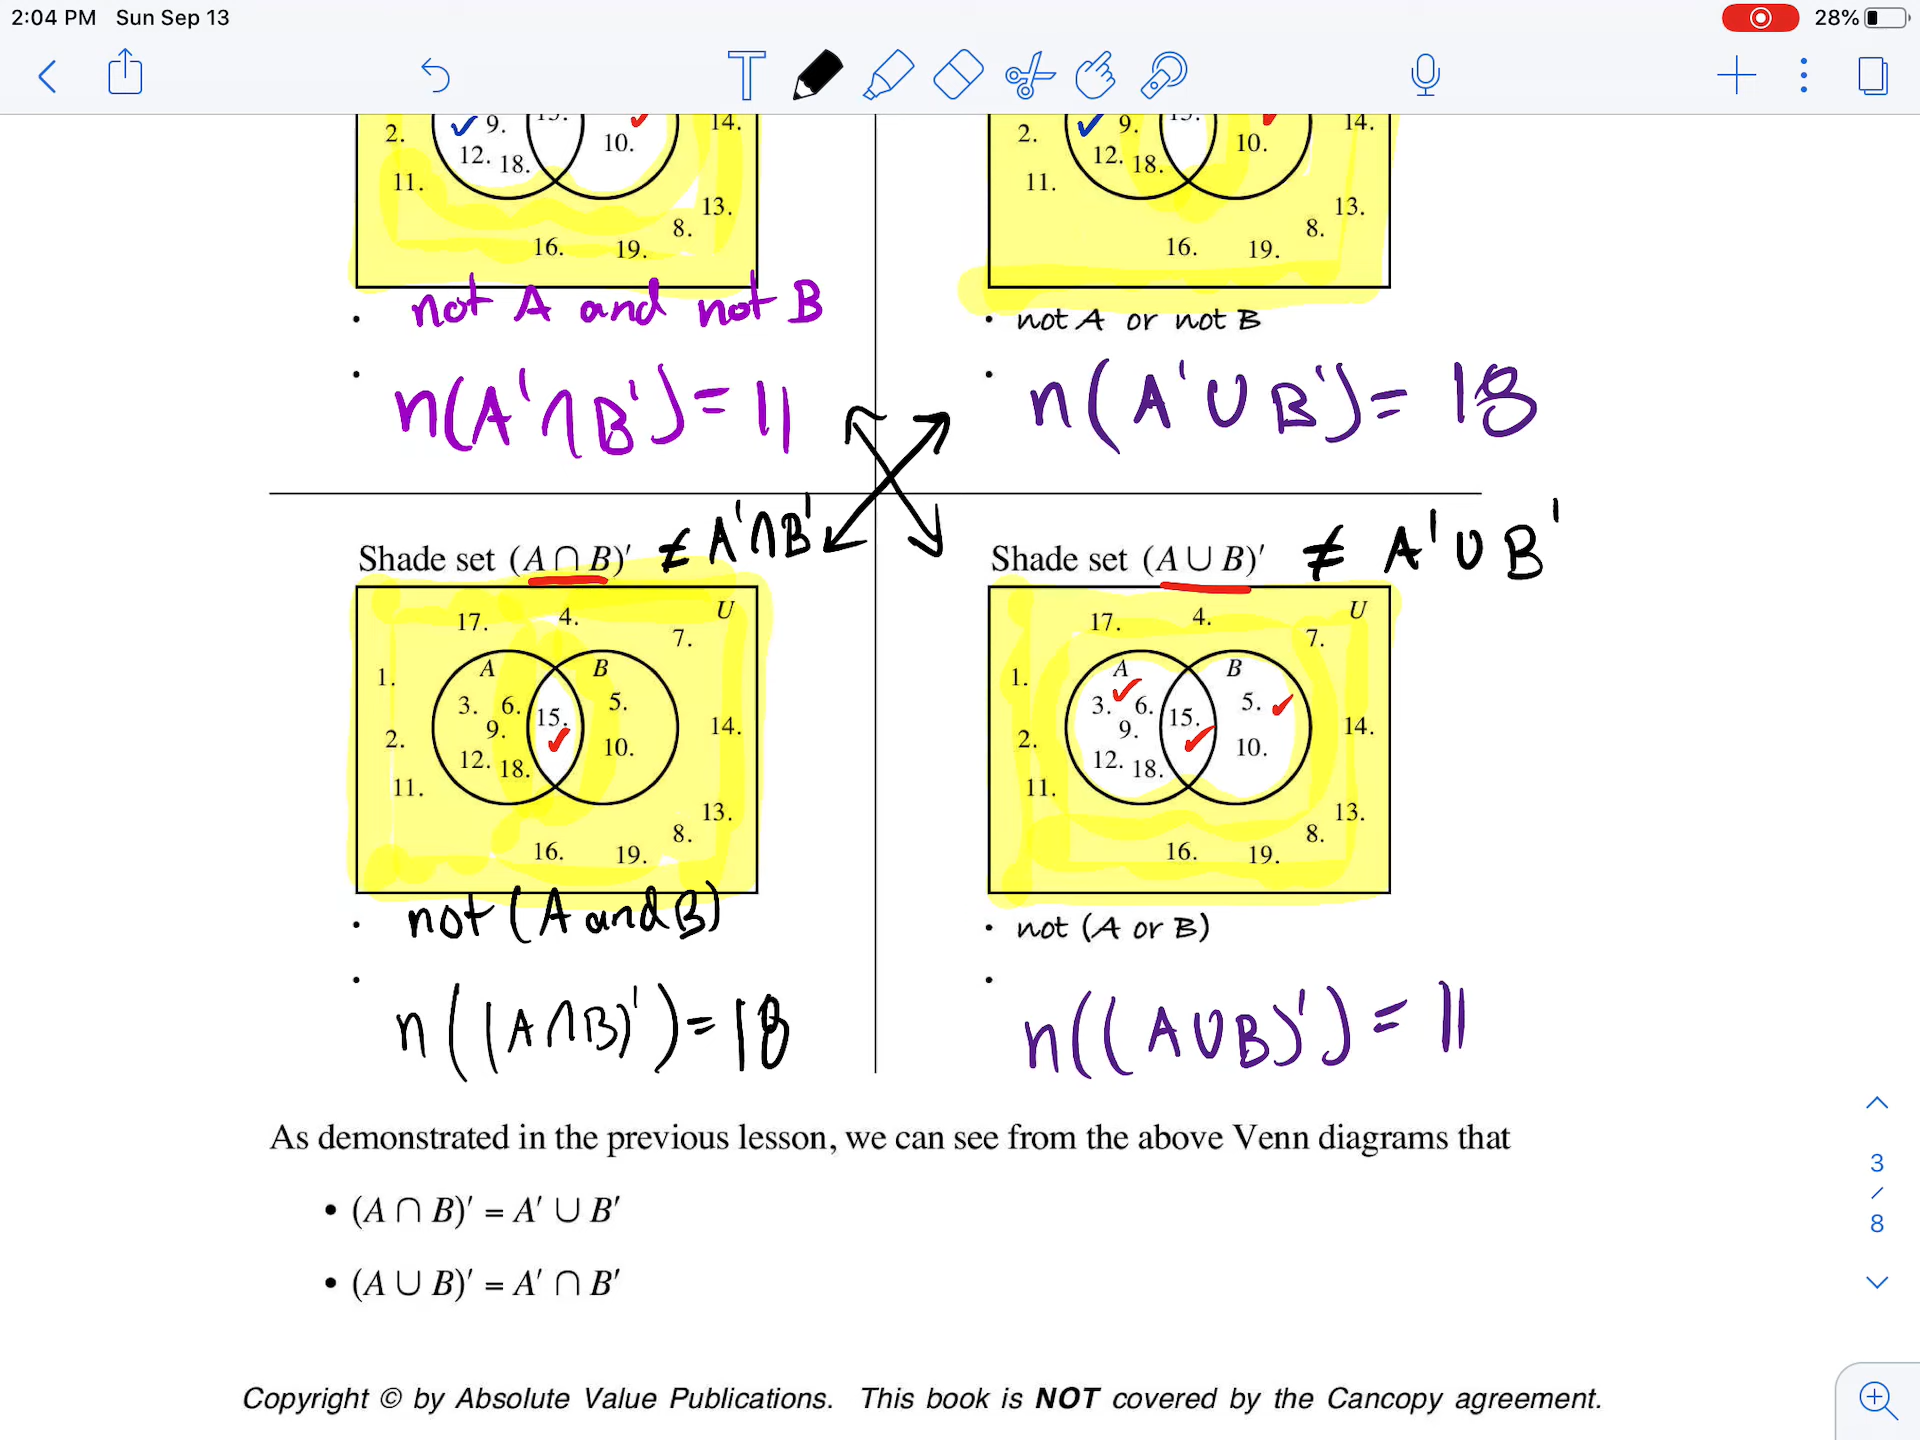 2:04 PM Sun Sep 13 28%
T
2. 9. 14. 2. 9. 14.
12. 18. 10. 12. 18. 10.
11. 11.
13. 13.
8. 8.
16. 19. 16. 19.
• not A and not B
• not A or not B
• n(A'∩B')=11
• n(A'∪B')=18
Shade set (A ∩ B)′ ≠ A'∩B'
U
17. 4.
7.
A B
1.
3. 6. 5.
15.
9.
2. 14.
10.
12. 18.
11.
13.
8.
16. 19.
• not (A and B)
• n((A∩B)')=18
Shade set (A ∪ B)′ ≠ A'∪B'
U
17. 4.
7.
A B
1.
3. 6. 5.
15.
9.
2. 14.
10.
12. 18.
11.
13.
8.
16. 19.
• not (A or B)
• n((A∪B)')=11
As demonstrated in the previous lesson, we can see from the above Venn diagrams that
• (A ∩ B)′ = A′ ∪ B′
• (A ∪ B)′ = A′ ∩ B′
3
/
8
Copyright © by Absolute Value Publications. This book is NOT covered by the Cancopy agreement.